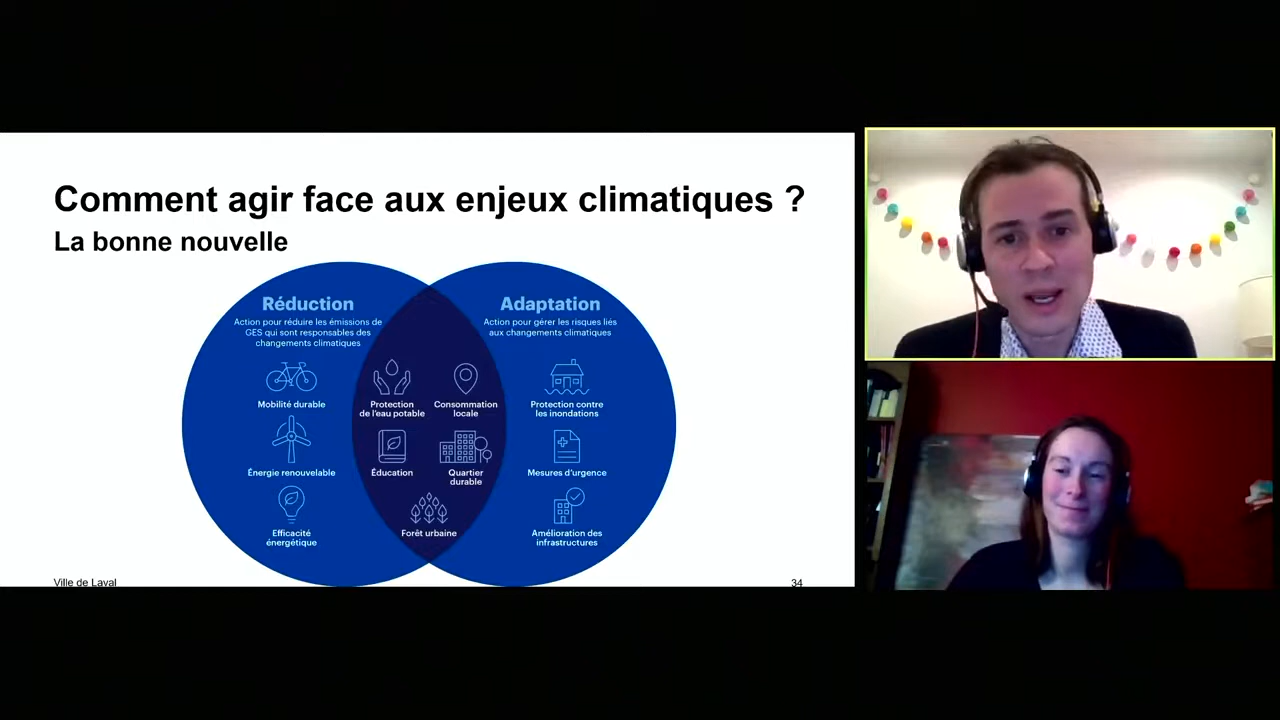 Comment agir face aux enjeux climatiques ?
La bonne nouvelle
Réduction
Action pour réduire les émissions de
GES qui sont responsables des
changements climatiques
Mobilité durable
Énergie renouvelable
Efficacité
énergétique
Protection
de l'eau potable
Consommation
locale
Éducation
Quartier
durable
Forêt urbaine
Adaptation
Action pour gérer les risques liés
aux changements climatiques
Protection contre
les inondations
Mesures d'urgence
Amélioration des
infrastructures
Ville de Laval
34